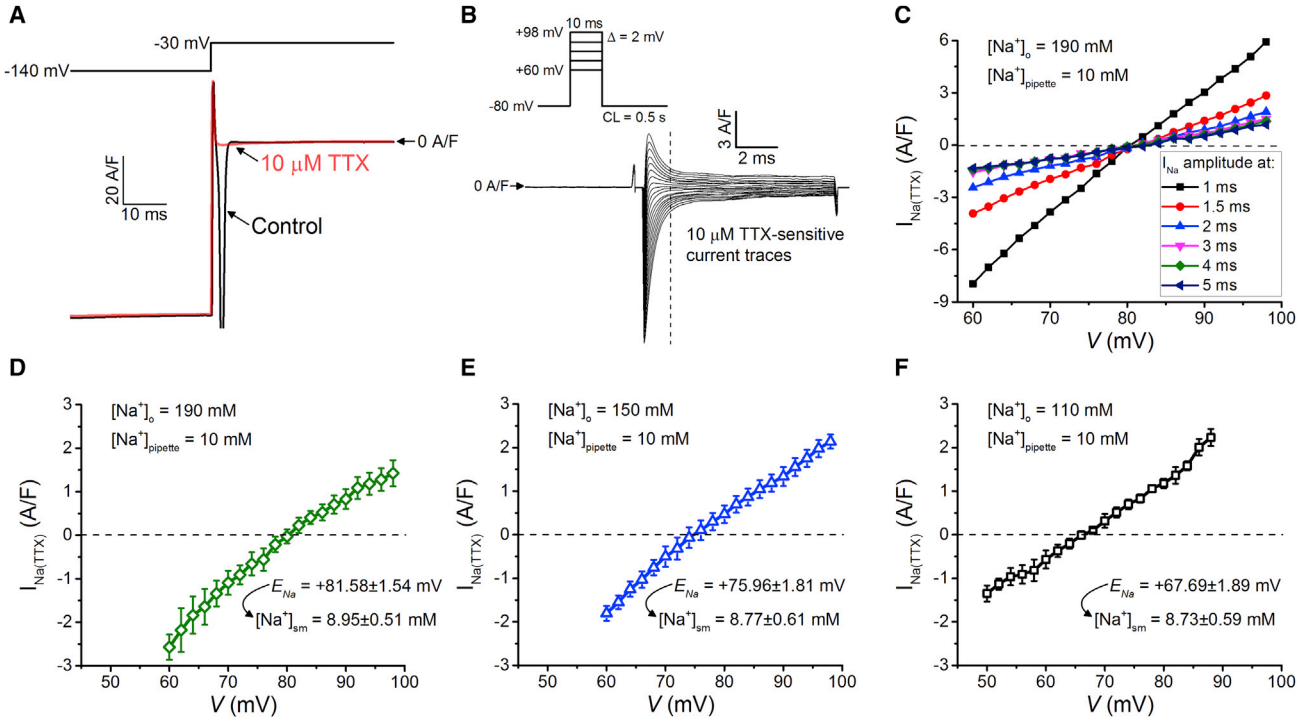 A
-30 mV
-140 mV
0 A/F
10 μM TTX
20 A/F
10 ms
Control
B
10 ms
+98 mV
Δ = 2 mV
+60 mV
-80 mV
CL = 0.5 s
3 A/F
2 ms
0 A/F
10 μM TTX-sensitive
current traces
C
[Na⁺]ₒ = 190 mM
[Na⁺]pipette = 10 mM
I_Na(TTX) (A/F)
6
3
0
-3
-6
-9
I_Na amplitude at:
1 ms
1.5 ms
2 ms
3 ms
4 ms
5 ms
60 70 80 90 100
V (mV)
D
[Na⁺]ₒ = 190 mM
[Na⁺]pipette = 10 mM
I_Na(TTX) (A/F)
3
2
1
0
-1
-2
-3
E_Na = +81.58±1.54 mV
[Na⁺]sm = 8.95±0.51 mM
50 60 70 80 90 100
V (mV)
E
[Na⁺]ₒ = 150 mM
[Na⁺]pipette = 10 mM
I_Na(TTX) (A/F)
3
2
1
0
-1
-2
-3
E_Na = +75.96±1.81 mV
[Na⁺]sm = 8.77±0.61 mM
50 60 70 80 90 100
V (mV)
F
[Na⁺]ₒ = 110 mM
[Na⁺]pipette = 10 mM
I_Na(TTX) (A/F)
3
2
1
0
-1
-2
-3
E_Na = +67.69±1.89 mV
[Na⁺]sm = 8.73±0.59 mM
50 60 70 80 90 100
V (mV)